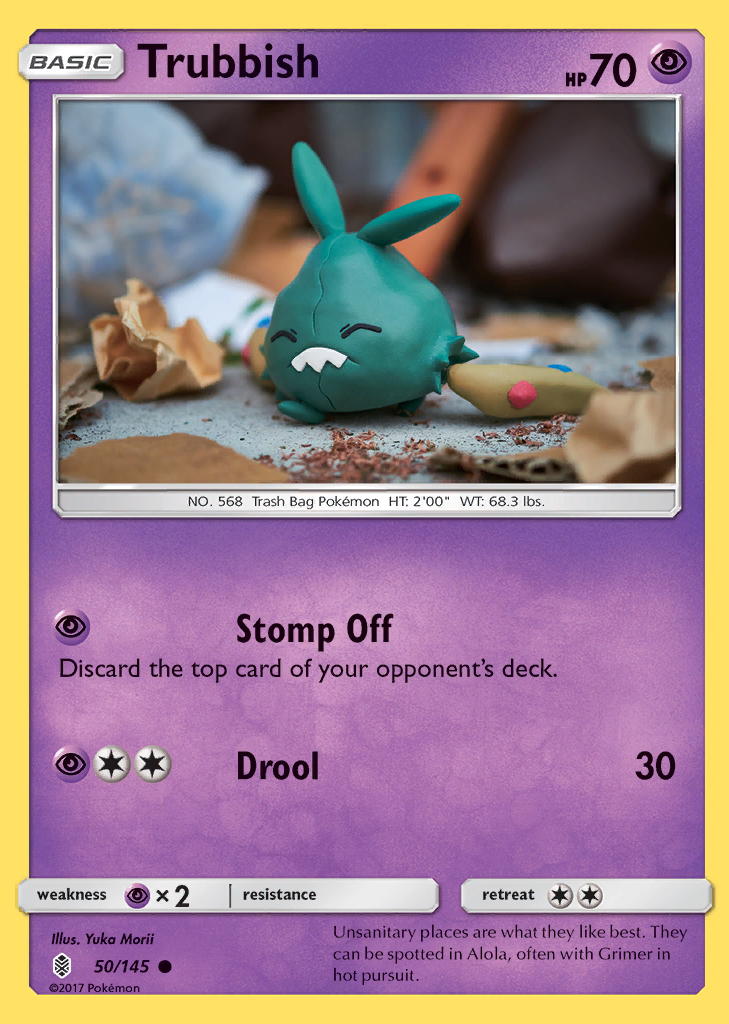 BASIC Trubbish HP 70
NO. 568 Trash Bag Pokémon HT: 2'00" WT: 68.3 lbs.
Stomp Off
Discard the top card of your opponent's deck.
Drool 30
weakness ×2 resistance retreat
Illus. Yuka Morii
50/145
©2017 Pokémon
Unsanitary places are what they like best. They
can be spotted in Alola, often with Grimer in
hot pursuit.